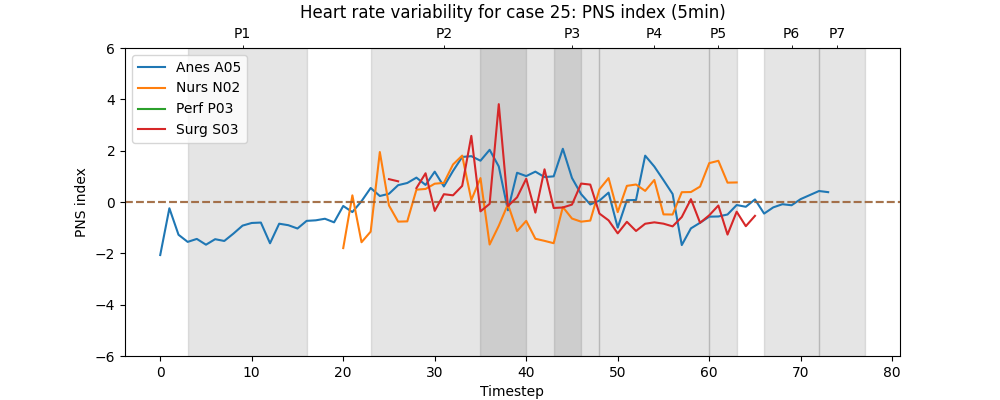 Heart rate variability for case 25: PNS index (5min)
P1 P2 P3 P4 P5 P6 P7
Anes A05
Nurs N02
Perf P03
Surg S03
PNS index
6
4
2
0
−2
−4
−6
0 10 20 30 40 50 60 70 80
Timestep